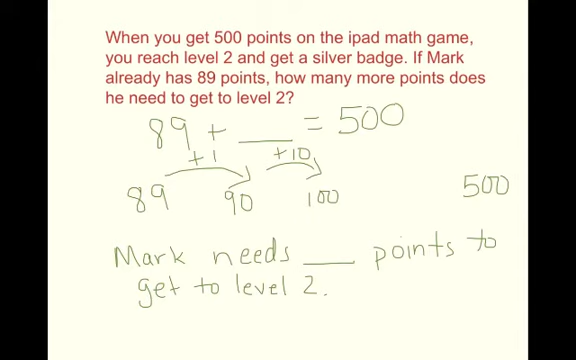 When you get 500 points on the ipad math game,
you reach level 2 and get a silver badge. If Mark
already has 89 points, how many more points does
he need to get to level 2?
89 + ___ = 500
+1 +10
89 90 100 500
Mark needs ___ points to
get to level 2.